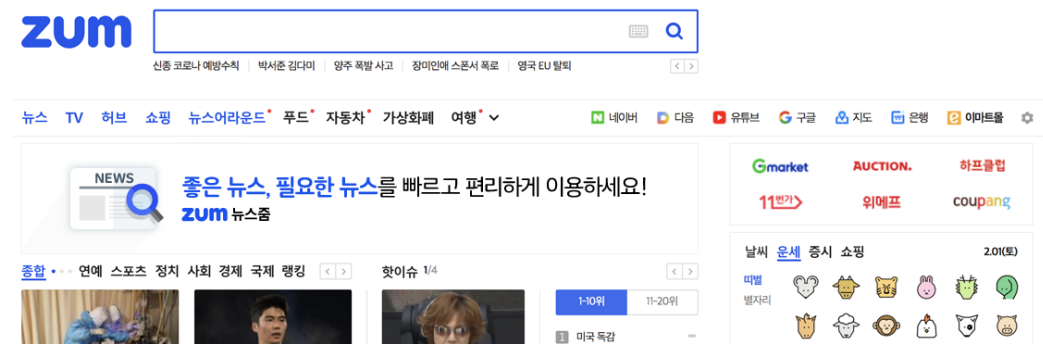 zum
신종 코로나 예방수칙 박서준 김다미 양주 폭발 사고 장미인애 스폰서 폭로 영국 EU 탈퇴
뉴스 TV 허브 쇼핑 뉴스어라운드 푸드 자동차 가상화폐 여행
네이버 다음 유튜브 구글 지도 은행 이마트몰
NEWS
좋은 뉴스, 필요한 뉴스를 빠르고 편리하게 이용하세요!
zum 뉴스줌
Gmarket AUCTION. 하프클럽
11번가 위메프 coupang
종합 연예 스포츠 정치 사회 경제 국제 랭킹
핫이슈 1/4
1-10위 11-20위
1 미국 독감
날씨 운세 증시 쇼핑 2.01(토)
띠별
별자리